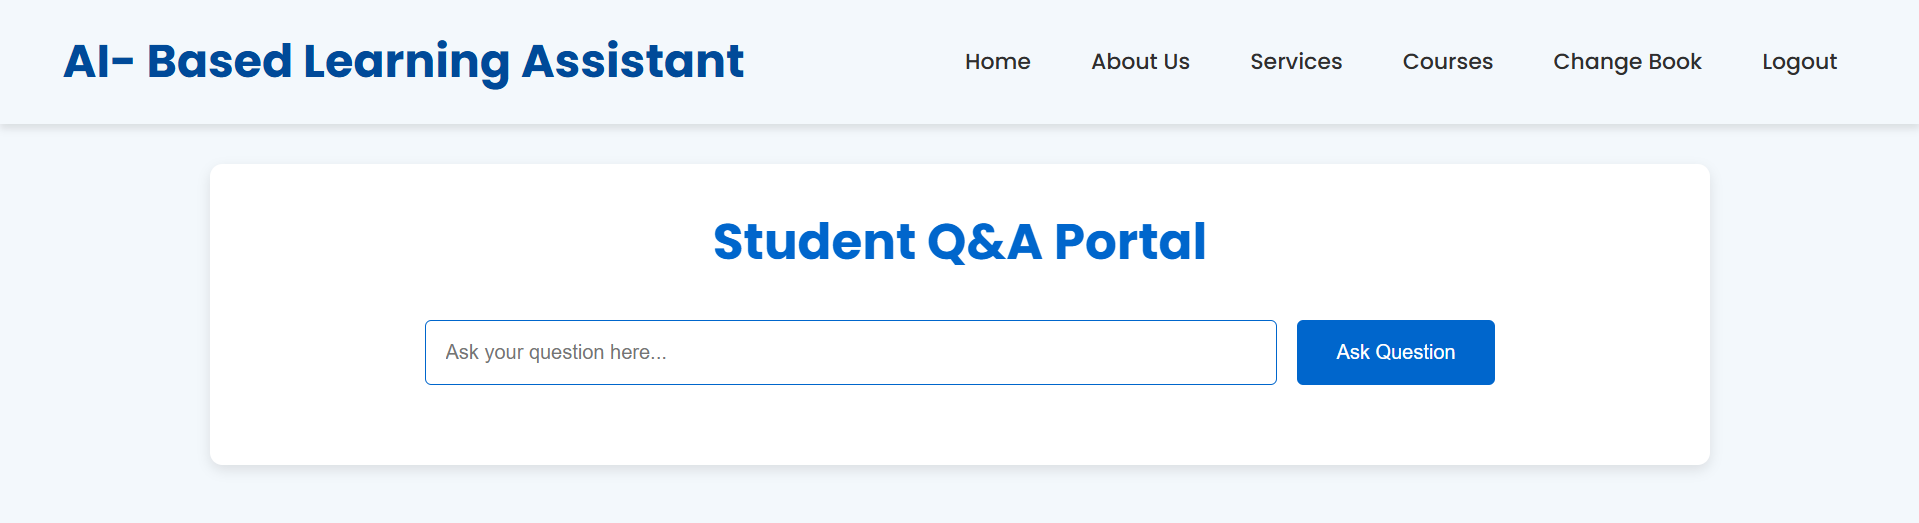 AI- Based Learning Assistant
Home About Us Services Courses Change Book Logout
Student Q&A Portal
Ask your question here...
Ask Question